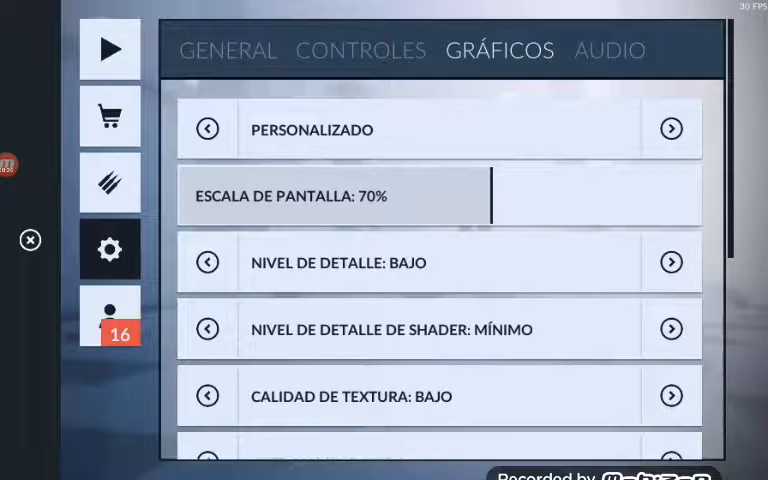 30 FPS
GENERAL CONTROLES GRÁFICOS AUDIO
PERSONALIZADO
ESCALA DE PANTALLA: 70%
NIVEL DE DETALLE: BAJO
NIVEL DE DETALLE DE SHADER: MÍNIMO
16
CALIDAD DE TEXTURA: BAJO
Recorded by